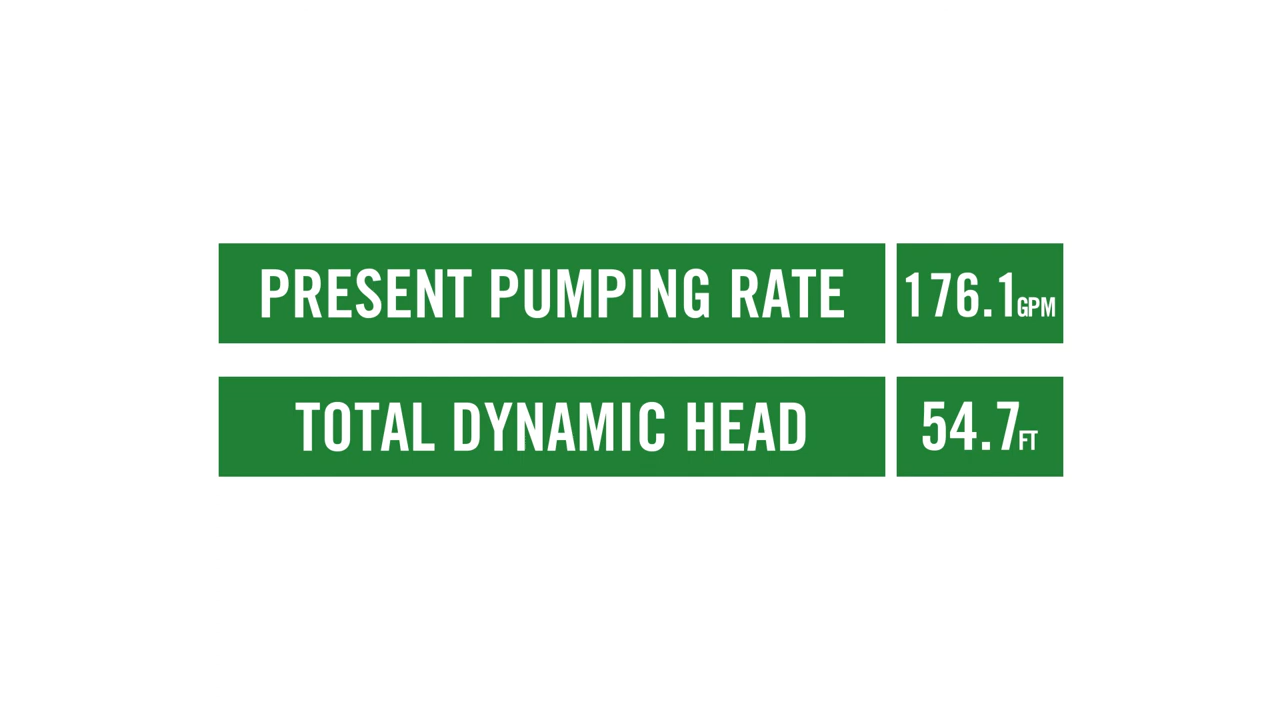 PRESENT PUMPING RATE 176.1GPM
TOTAL DYNAMIC HEAD 54.7FT